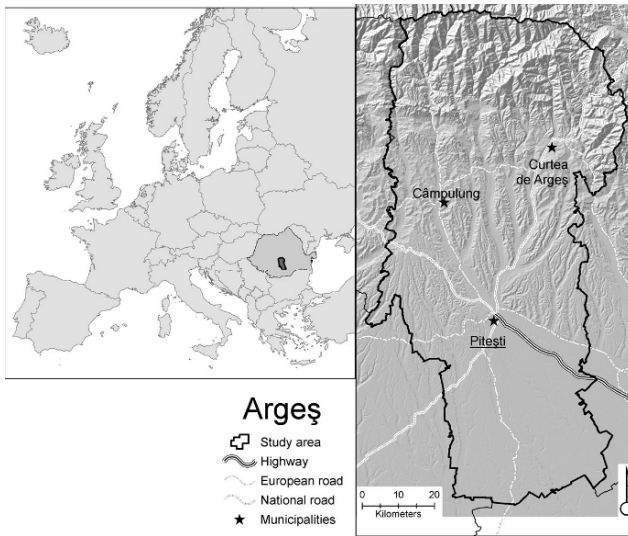 Curtea
de Argeş
Câmpulung
Piteşti
Argeş
Study area
Highway
European road
National road
Municipalities
0 10 20
Kilometers